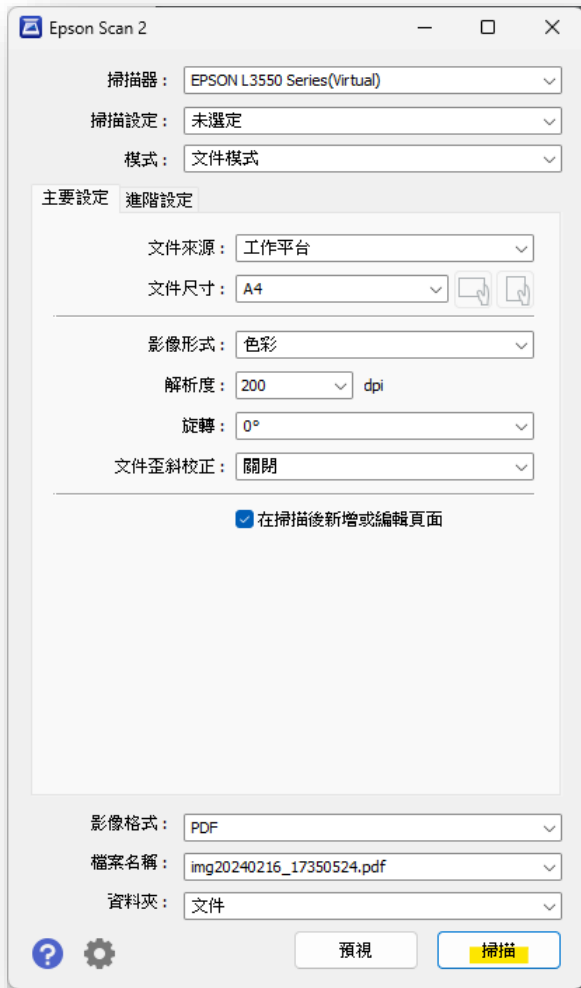 Epson Scan 2
掃描器： EPSON L3550 Series(Virtual)
掃描設定： 未選定
模式： 文件模式
主要設定 進階設定
文件來源： 工作平台
文件尺寸： A4
影像形式： 色彩
解析度： 200 dpi
旋轉： 0°
文件歪斜校正： 關閉
在掃描後新增或編輯頁面
影像格式： PDF
檔案名稱： img20240216_17350524.pdf
資料夾： 文件
? 預視 掃描